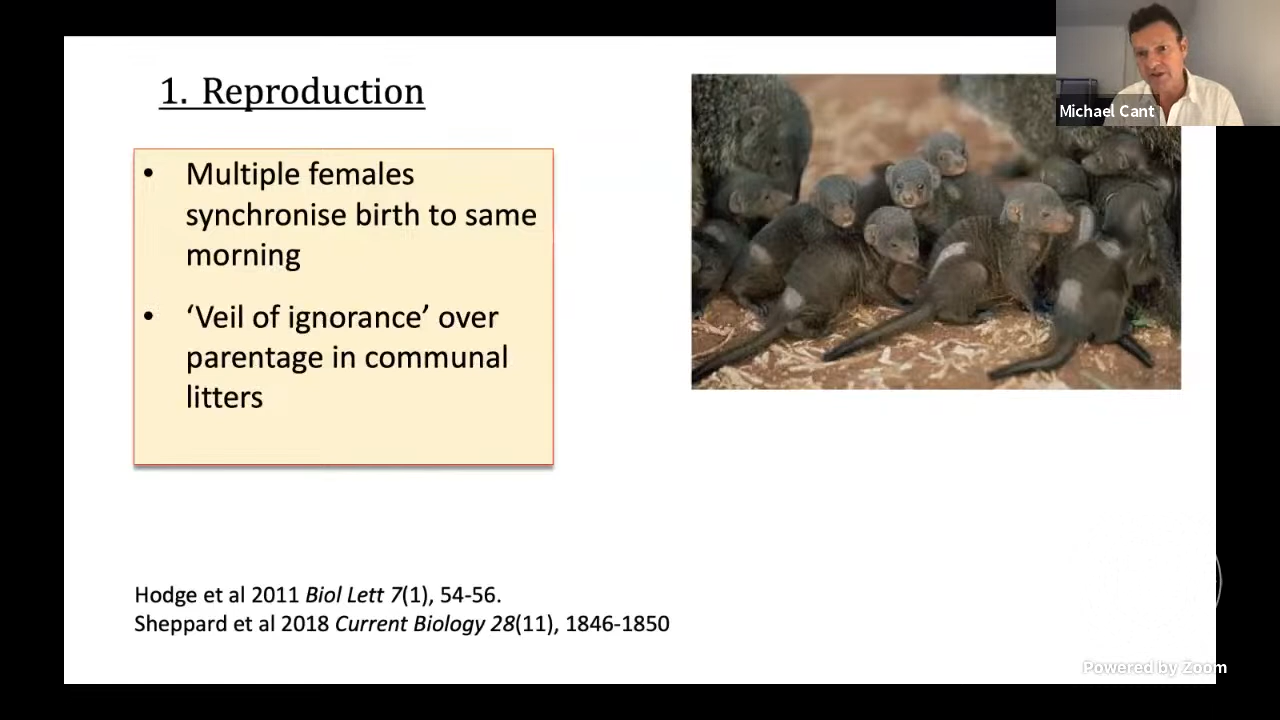 1. Reproduction
Michael Cant
• Multiple females
synchronise birth to same
morning
• ‘Veil of ignorance’ over
parentage in communal
litters
Hodge et al 2011 Biol Lett 7(1), 54-56.
Sheppard et al 2018 Current Biology 28(11), 1846-1850
Powered by Zoom